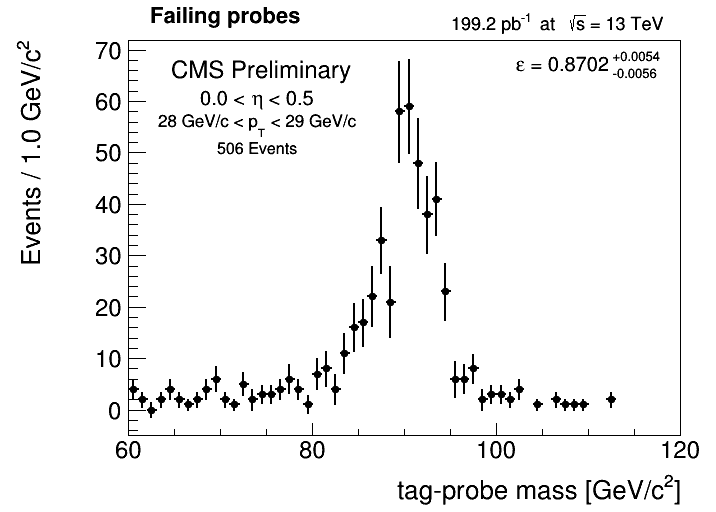 Failing probes
199.2 pb⁻¹ at √s = 13 TeV
CMS Preliminary
0.0 < η < 0.5
28 GeV/c < p_T < 29 GeV/c
506 Events
ε = 0.8702 +0.0054 -0.0056
Events / 1.0 GeV/c²
70
60
50
40
30
20
10
0
60 80 100 120
tag-probe mass [GeV/c²]